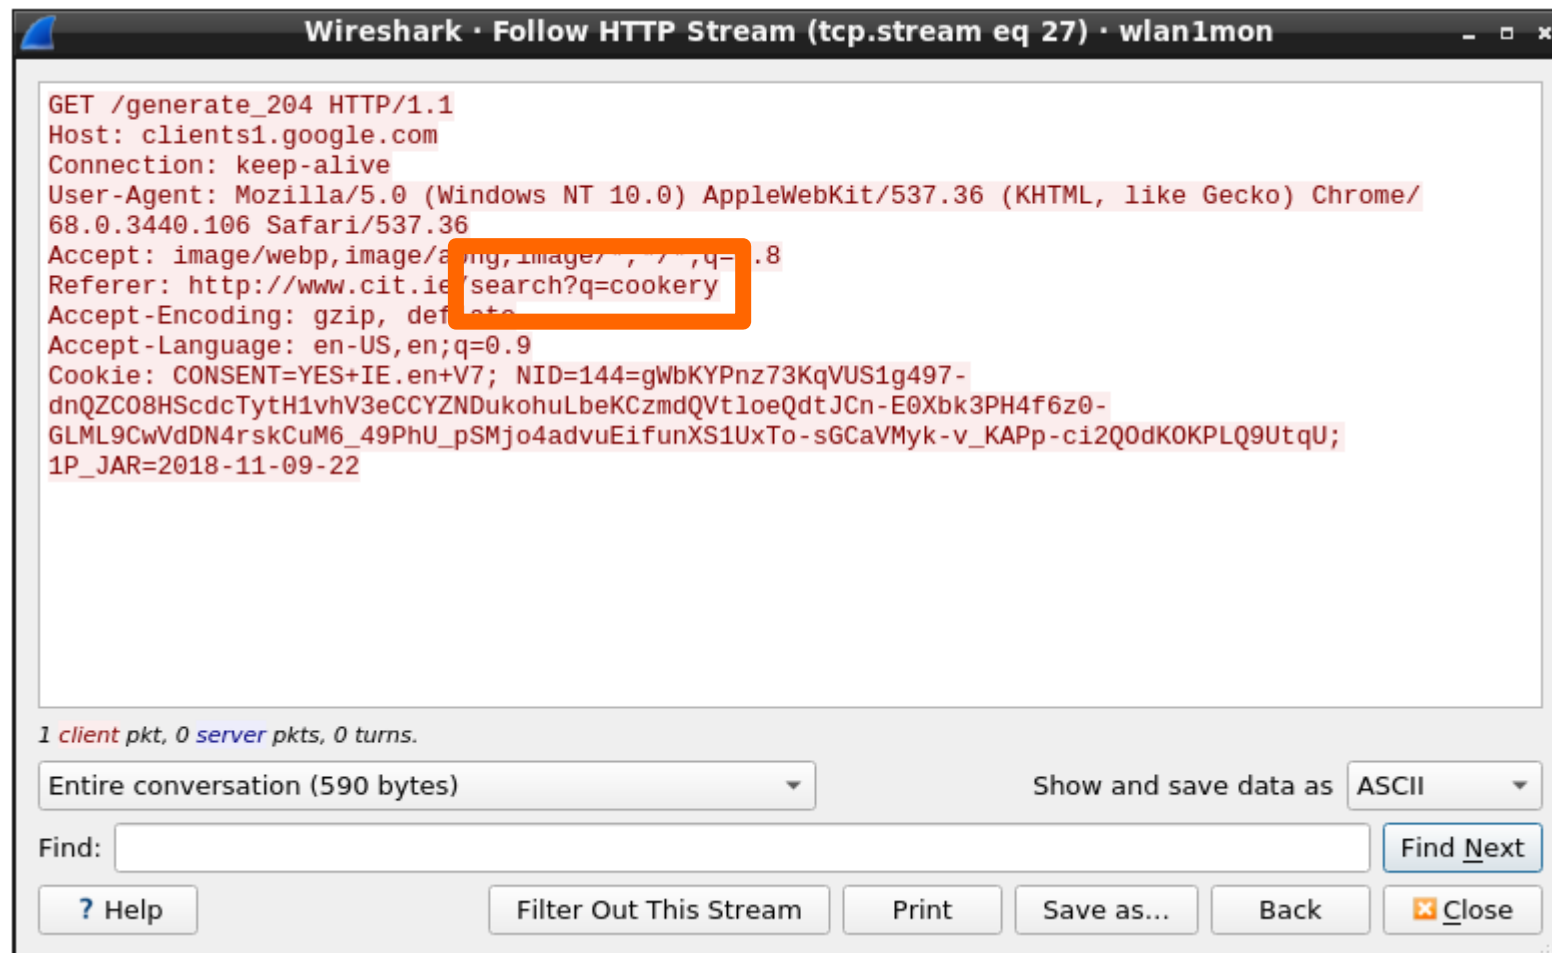 Wireshark · Follow HTTP Stream (tcp.stream eq 27) · wlan1mon
GET /generate_204 HTTP/1.1
Host: clients1.google.com
Connection: keep-alive
User-Agent: Mozilla/5.0 (Windows NT 10.0) AppleWebKit/537.36 (KHTML, like Gecko) Chrome/
68.0.3440.106 Safari/537.36
Accept: image/webp,image/
.8
Referer: http://www.cit.ie/search?q=cookery
Accept-Encoding: gzip,
Accept-Language: en-US,en;q=0.9
Cookie: CONSENT=YES+IE.en+V7; NID=144=gWbKYPnz73KqVUS1g497-
dnQZCO8HScdcTytH1vhV3eCCYZNDukohuLbeKCzmdQVtloeQdtJCn-E0Xbk3PH4f6z0-
GLML9CwVdDN4rskCuM6_49PhU_pSMjo4advuEifunXS1UxTo-sGCaVMyk-v_KAPp-ci2QOdKOKPLQ9UtqU;
1P_JAR=2018-11-09-22
1 client pkt, 0 server pkts, 0 turns.
Entire conversation (590 bytes)
Show and save data as ASCII
Find:
Find Next
? Help
Filter Out This Stream
Print
Save as...
Back
Close